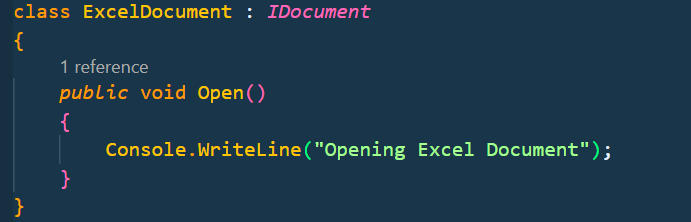 class ExcelDocument : IDocument
{
1 reference
public void Open()
{
Console.WriteLine("Opening Excel Document");
}
}